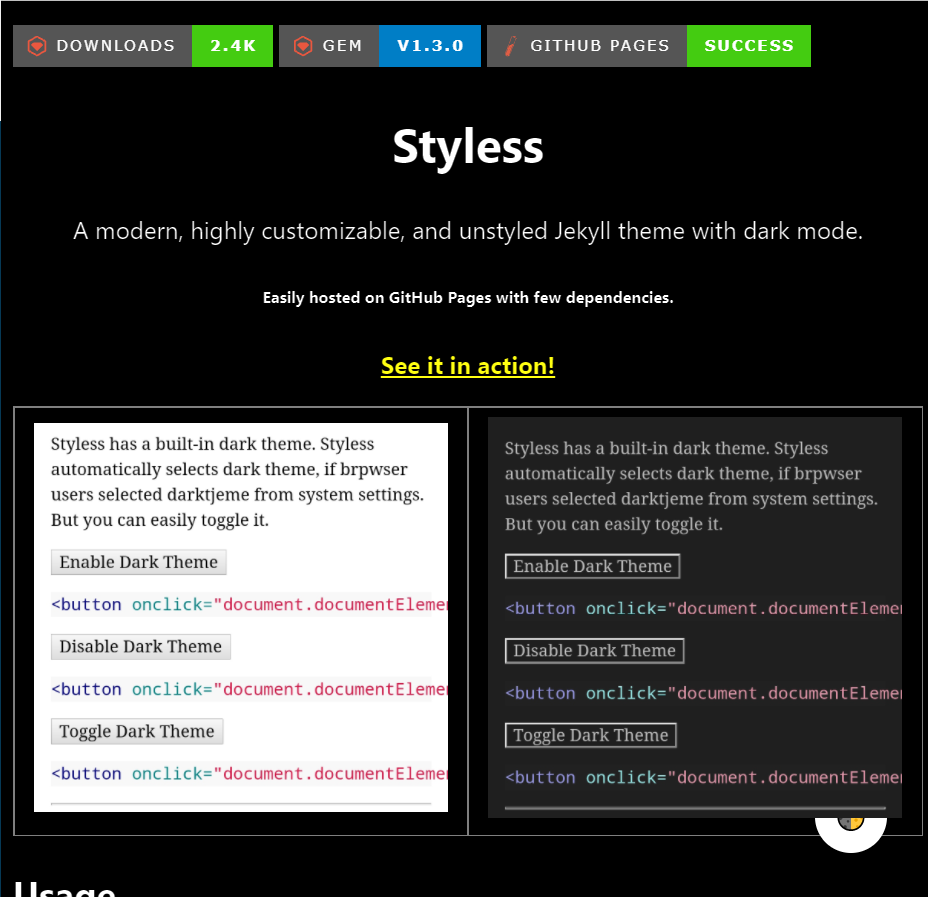 DOWNLOADS 2.4K GEM V1.3.0 GITHUB PAGES SUCCESS
Styless
A modern, highly customizable, and unstyled Jekyll theme with dark mode.
Easily hosted on GitHub Pages with few dependencies.
See it in action!
Styless has a built-in dark theme. Styless
automatically selects dark theme, if brpwser
users selected darktjeme from system settings.
But you can easily toggle it.
Enable Dark Theme
<button onclick="document.documentElemen
Disable Dark Theme
<button onclick="document.documentElemen
Toggle Dark Theme
<button onclick="document.documentElemen
Styless has a built-in dark theme. Styless
automatically selects dark theme, if brpwser
users selected darktjeme from system settings.
But you can easily toggle it.
Enable Dark Theme
<button onclick="document.documentElemen
Disable Dark Theme
<button onclick="document.documentElemen
Toggle Dark Theme
<button onclick="document.documentElemen
Usage